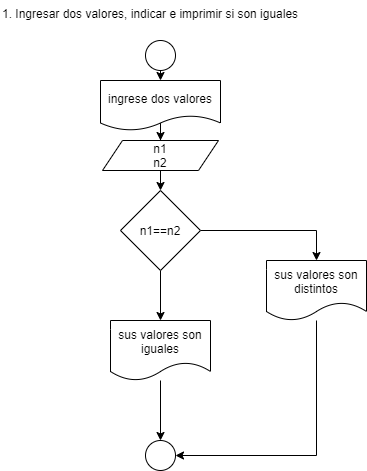 1. Ingresar dos valores, indicar e imprimir si son iguales
ingrese dos valores
n1
n2
n1==n2
sus valores son
distintos
sus valores son
iguales